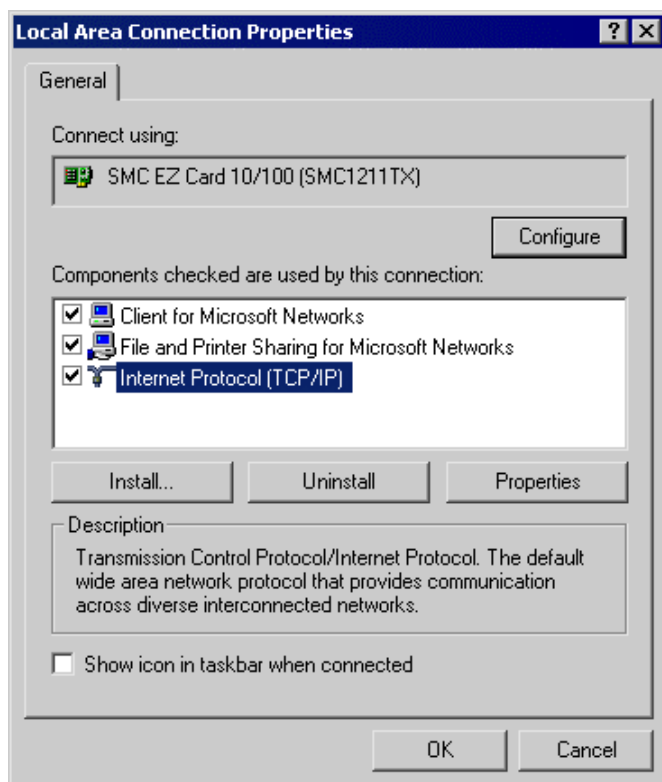 Local Area Connection Properties
General
Connect using:
SMC EZ Card 10/100 (SMC1211TX)
Configure
Components checked are used by this connection:
Client for Microsoft Networks
File and Printer Sharing for Microsoft Networks
Internet Protocol (TCP/IP)
Install... Uninstall Properties
Description
Transmission Control Protocol/Internet Protocol. The default
wide area network protocol that provides communication
across diverse interconnected networks.
Show icon in taskbar when connected
OK Cancel